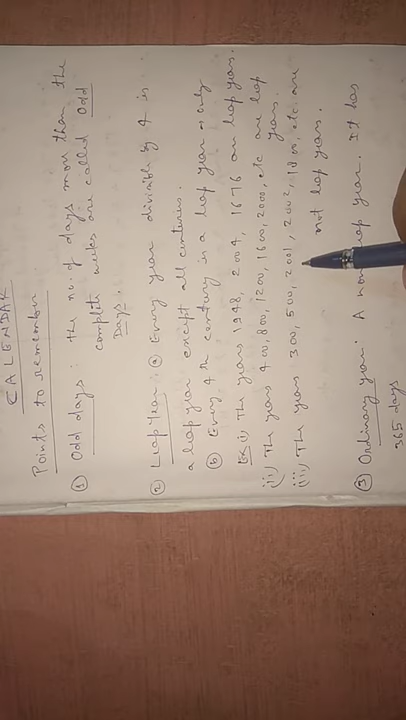 CALENDAR
Points to remember
① Odd days : the no. of days more than the
complete weeks are called Odd
Days.
② Leap Year : ⓐ Every year divisible by 4 is
a leap year except all centuries.
ⓑ Every 4th century is a leap year & only
Ex (i) The years 1948, 2004, 1676 are leap years.
(ii) The years 400, 800, 1200, 1600, 2000, etc are leap
years.
(iii) The years 300, 500, 2001, 2002, 1800, etc. are
not leap years.
③ Ordinary year : A leap year. It has
365 days